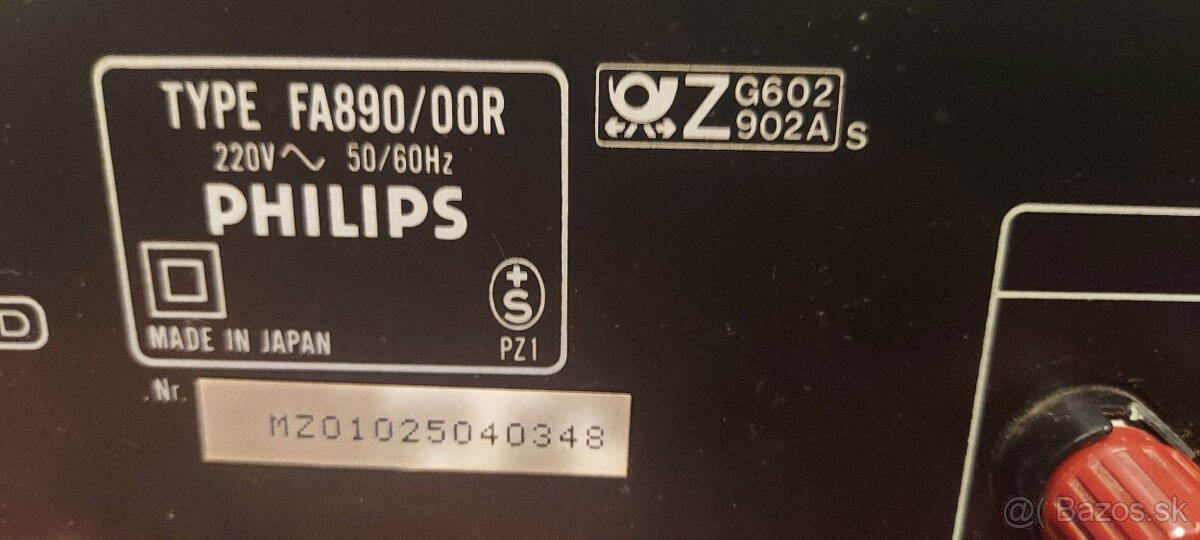 TYPE FA890/00R
220V ~ 50/60Hz
PHILIPS
+
S
MADE IN JAPAN
PZ1
Z G602
902A S
D
Nr.
MZ01025040348
@( Bazos.sk